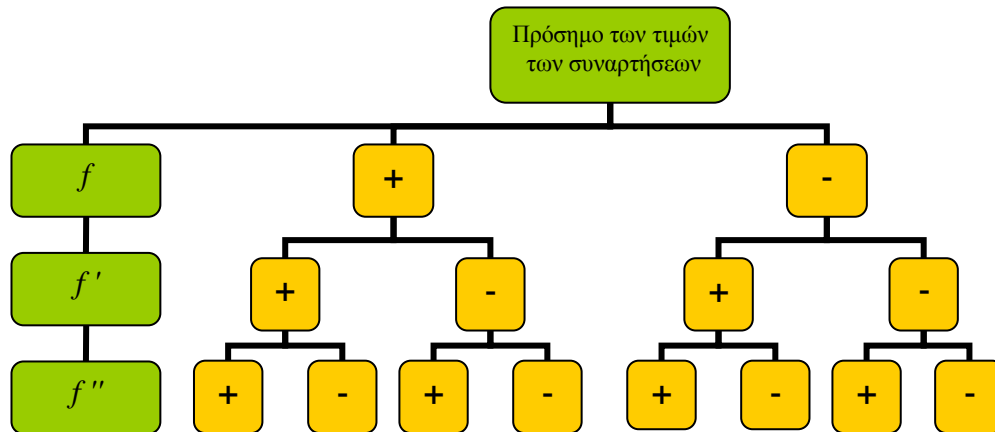 Πρόσημο των τιμών
των συναρτήσεων
f + -
f ' + - + -
f '' + - + - + - + -